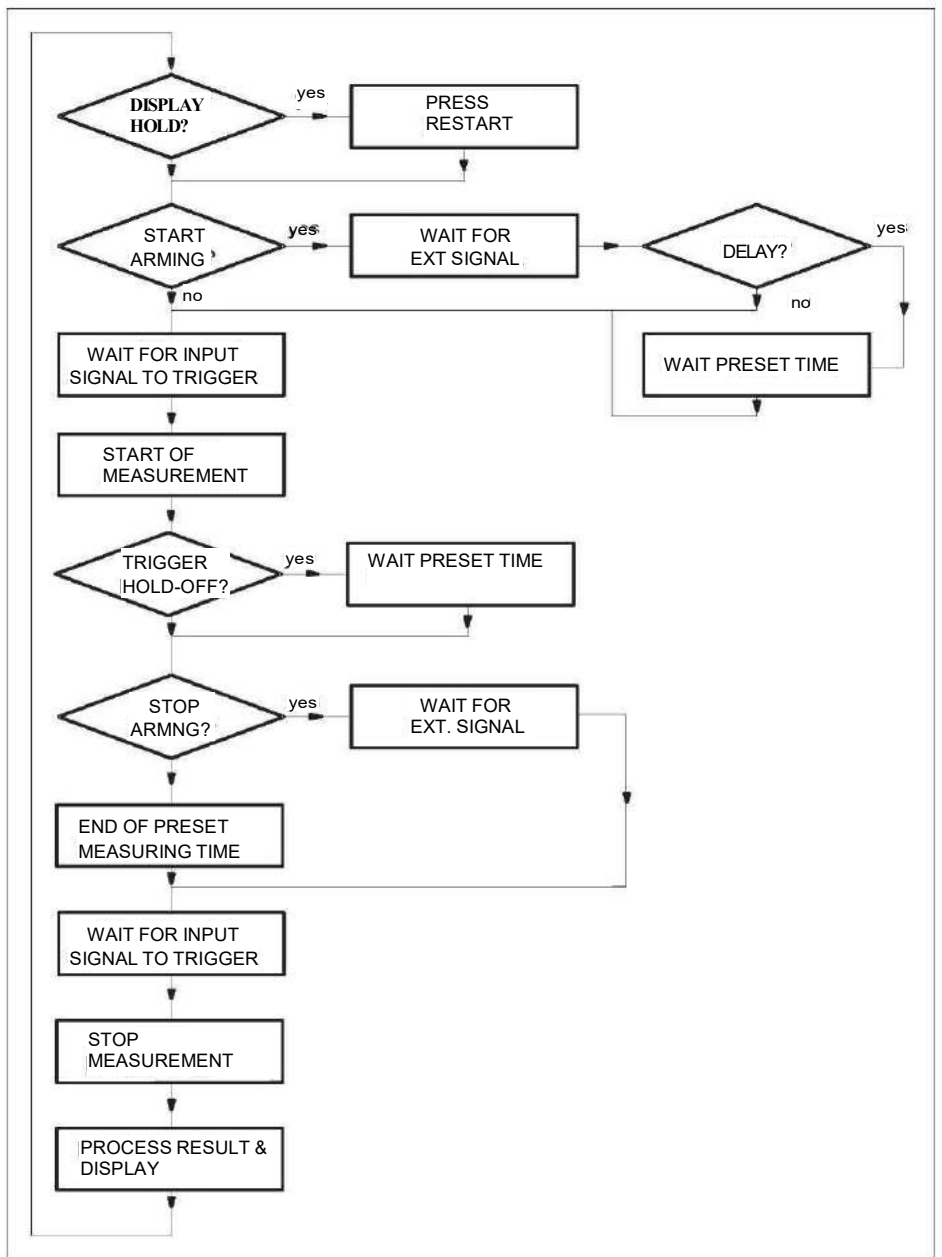 DISPLAY
HOLD?
yes
PRESS
RESTART
START
ARMING?
yes
WAIT FOR
EXT SIGNAL
DELAY?
yes
no
no
WAIT FOR INPUT
SIGNAL TO TRIGGER
WAIT PRESET TIME
START OF
MEASUREMENT
TRIGGER
HOLD-OFF?
yes
WAIT PRESET TIME
STOP
ARMNG?
yes
WAIT FOR
EXT. SIGNAL
END OF PRESET
MEASURING TIME
WAIT FOR INPUT
SIGNAL TO TRIGGER
STOP
MEASUREMENT
PROCESS RESULT &
DISPLAY